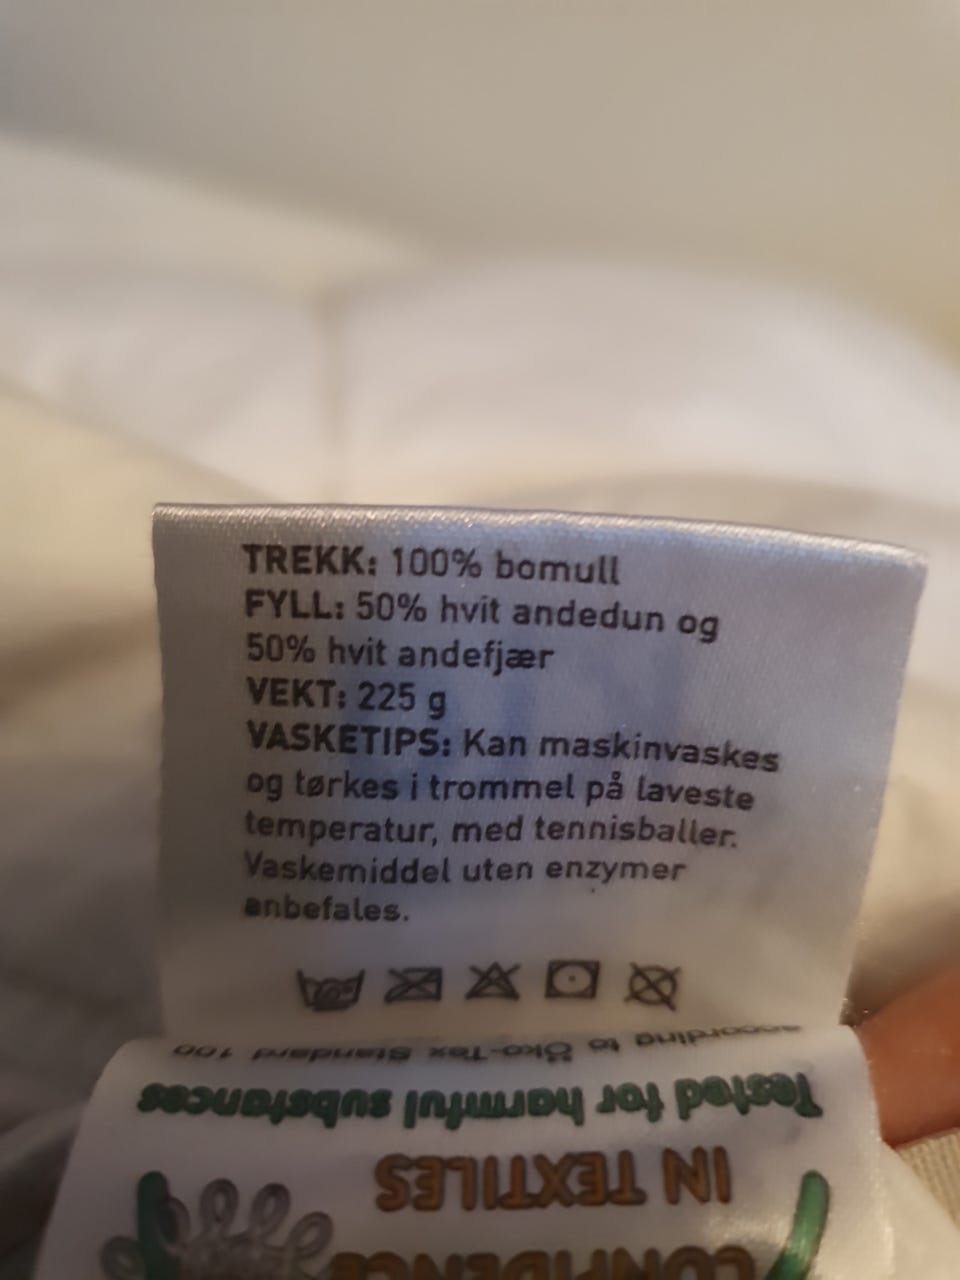 TREKK: 100% bomull
FYLL: 50% hvit andedun og
50% hvit andefjær
VEKT: 225 g
VASKETIPS: Kan maskinvaskes
og tørkes i trommel på laveste
temperatur, med tennisballer.
Vaskemiddel uten enzymer
anbefales.
CONFIDENCE
IN TEXTILES
Tested for harmful substances
according to Öko-Tex Standard 100